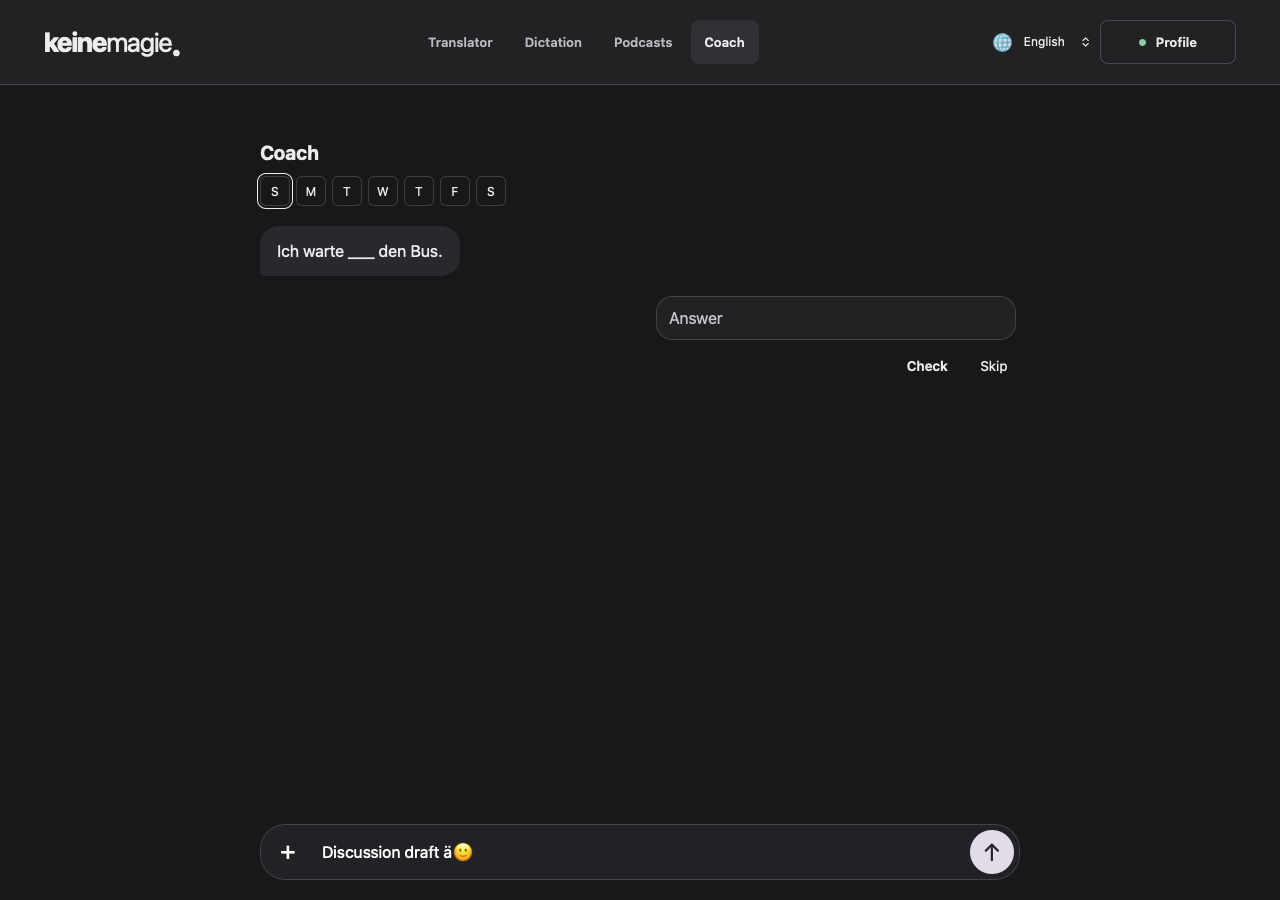 keinemagie.
Translator Dictation Podcasts Coach
English
Profile
Coach
S M T W T F S
Ich warte ___ den Bus.
Answer
Check Skip
+ Discussion draft ä🙂